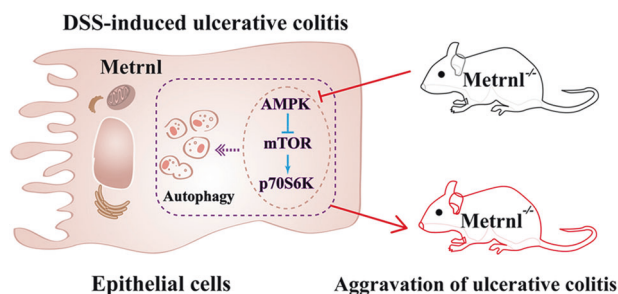 DSS-induced ulcerative colitis
Metrnl
Metrnl-/-
AMPK
mTOR
p70S6K
Autophagy
Metrnl-/-
Epithelial cells
Aggravation of ulcerative colitis